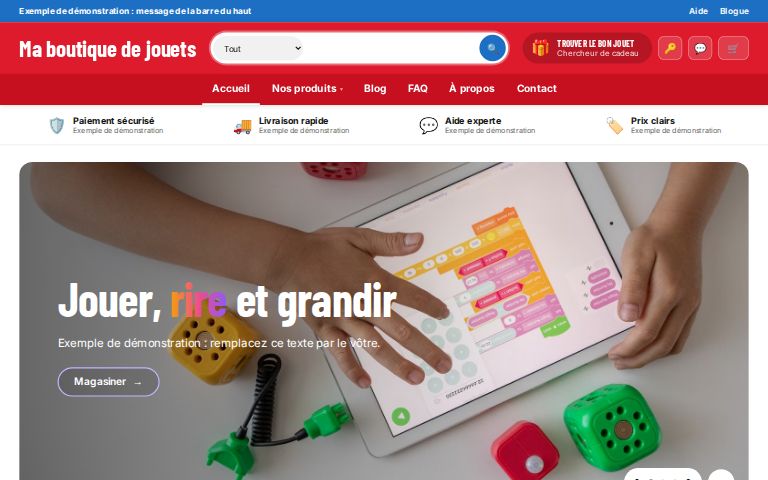 Exemple de démonstration : message de la barre du haut
Aide Blogue
Ma boutique de jouets
Tout
TROUVER LE BON JOUET
Chercheur de cadeau
Accueil Nos produits Blog FAQ À propos Contact
Paiement sécurisé
Exemple de démonstration
Livraison rapide
Exemple de démonstration
Aide experte
Exemple de démonstration
Prix clairs
Exemple de démonstration
Jouer, rire et grandir
Exemple de démonstration : remplacez ce texte par le vôtre.
Magasiner →